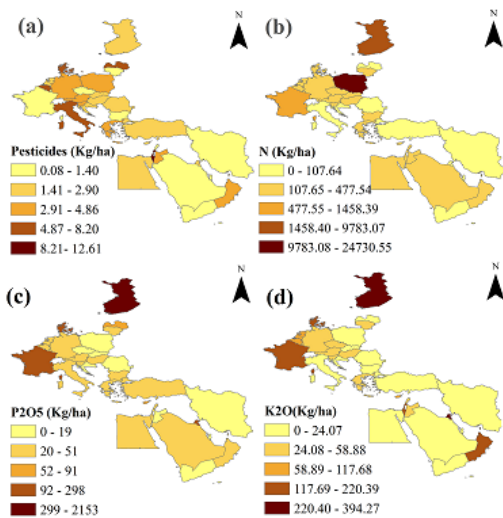 (a)
N
Pesticides (Kg/ha)
0.08 - 1.40
1.41 - 2.90
2.91 - 4.86
4.87 - 8.20
8.21- 12.61
(b)
N
N (Kg/ha)
0 - 107.64
107.65 - 477.54
477.55 - 1458.39
1458.40 - 9783.07
9783.08 - 24730.55
(c)
N
P2O5 (Kg/ha)
0 - 19
20 - 51
52 - 91
92 - 298
299 - 2153
(d)
N
K2O(Kg/ha)
0 - 24.07
24.08 - 58.88
58.89 - 117.68
117.69 - 220.39
220.40 - 394.27